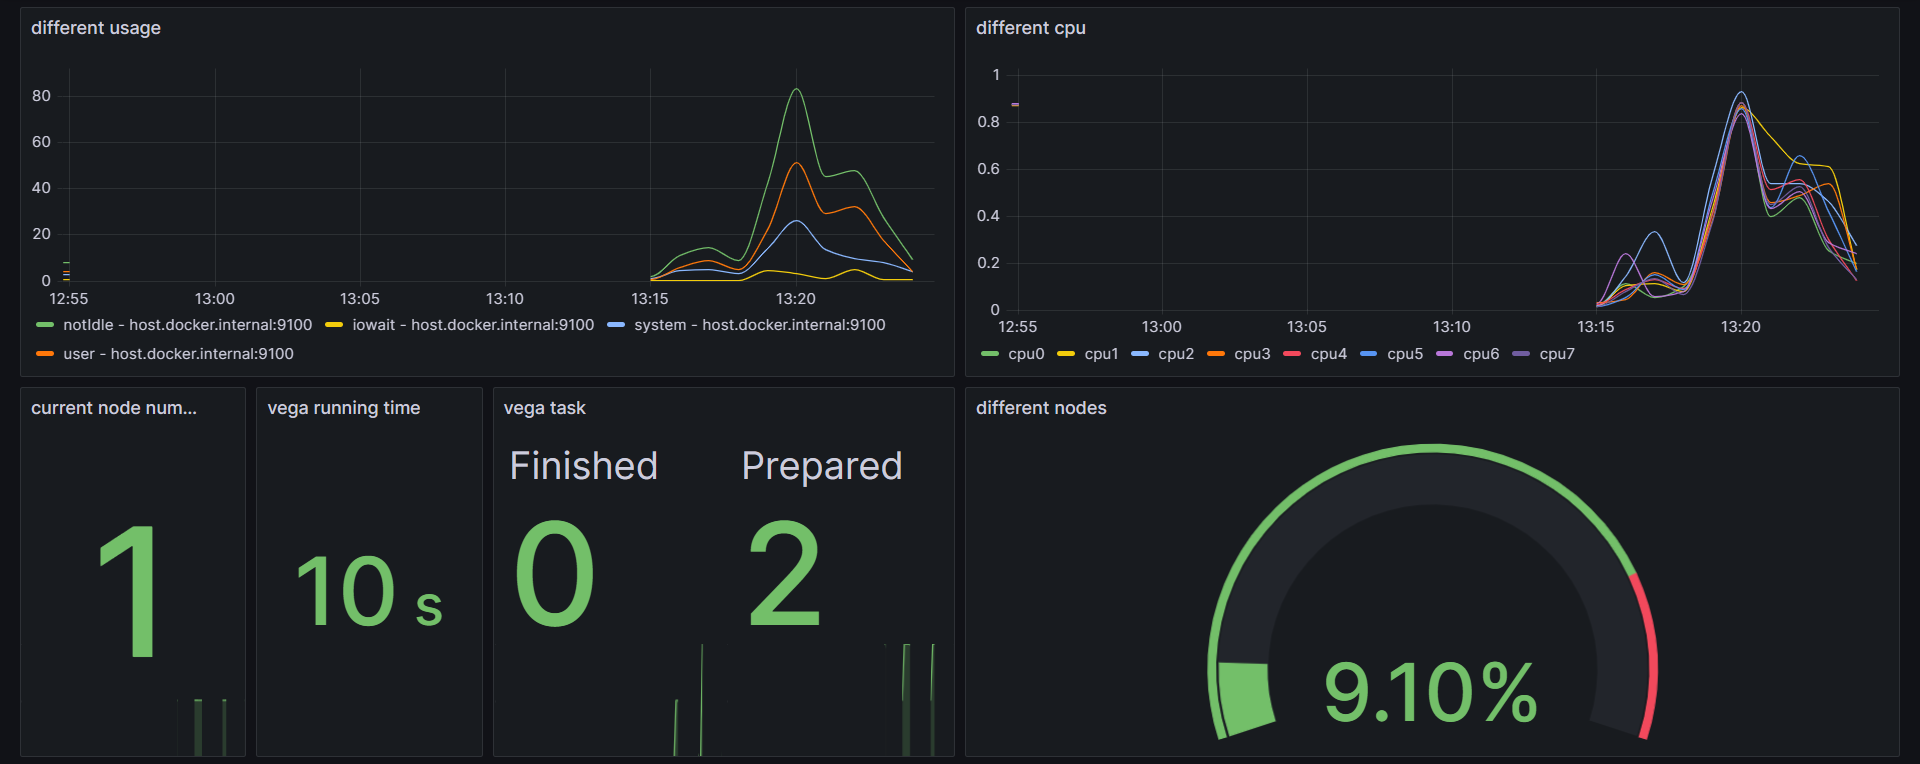 different usage
80
60
40
20
0
12:55 13:00 13:05 13:10 13:15 13:20
notIdle - host.docker.internal:9100 iowait - host.docker.internal:9100 system - host.docker.internal:9100
user - host.docker.internal:9100
different cpu
1
0.8
0.6
0.4
0.2
0
12:55 13:00 13:05 13:10 13:15 13:20
cpu0 cpu1 cpu2 cpu3 cpu4 cpu5 cpu6 cpu7
current node num...
1
vega running time
10 s
vega task
Finished Prepared
0 2
different nodes
9.10%